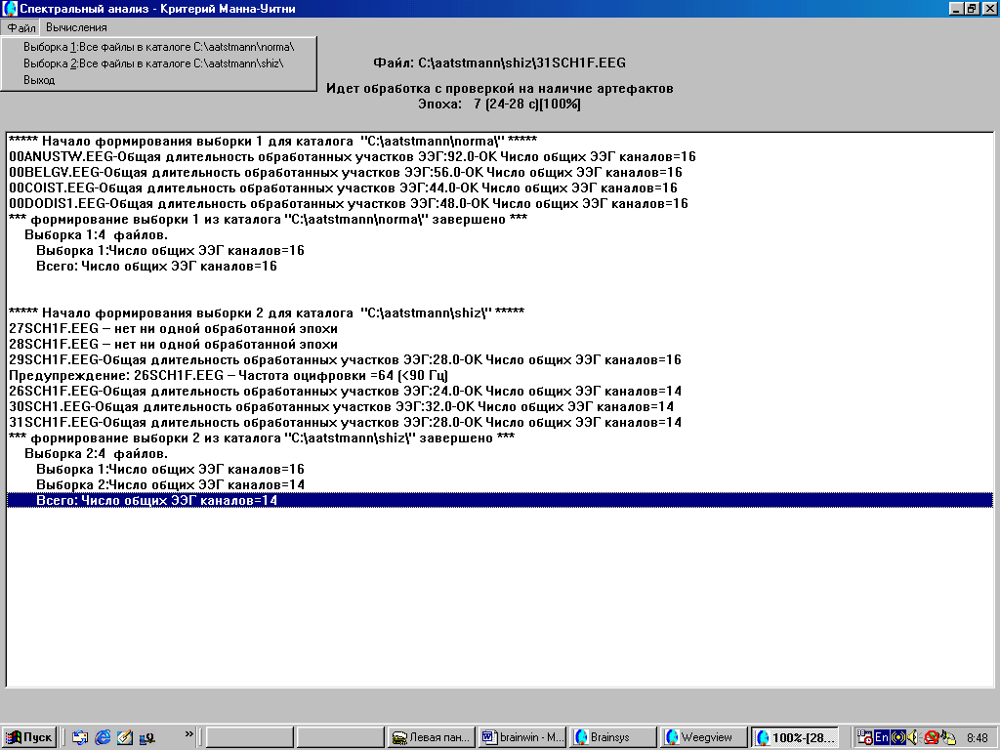 Спектральный анализ - Критерий Манна-Уитни
Файл Вычисления
Выборка 1:Все файлы в каталоге C:\aatstmann\norma\
Выборка 2:Все файлы в каталоге C:\aatstmann\shiz\
Выход
Файл: C:\aatstmann\shiz\31SCH1F.EEG
Идет обработка с проверкой на наличие артефактов
Эпоха: 7 (24-28 с)[100%]
***** Начало формирования выборки 1 для каталога "C:\aatstmann\norma\" *****
00ANUSTW.EEG-Общая длительность обработанных участков ЭЭГ:92.0-OK Число общих ЭЭГ каналов=16
00BELGV.EEG-Общая длительность обработанных участков ЭЭГ:56.0-OK Число общих ЭЭГ каналов=16
00COIST.EEG-Общая длительность обработанных участков ЭЭГ:44.0-OK Число общих ЭЭГ каналов=16
00DODIS1.EEG-Общая длительность обработанных участков ЭЭГ:48.0-OK Число общих ЭЭГ каналов=16
*** формирование выборки 1 из каталога "C:\aatstmann\norma\" завершено ***
Выборка 1:4 файлов.
Выборка 1:Число общих ЭЭГ каналов=16
Всего: Число общих ЭЭГ каналов=16
***** Начало формирования выборки 2 для каталога "C:\aatstmann\shiz\" *****
27SCH1F.EEG – нет ни одной обработанной эпохи
28SCH1F.EEG – нет ни одной обработанной эпохи
29SCH1F.EEG-Общая длительность обработанных участков ЭЭГ:28.0-OK Число общих ЭЭГ каналов=16
Предупреждение: 26SCH1F.EEG – Частота оцифровки =64 (<90 Гц)
26SCH1F.EEG-Общая длительность обработанных участков ЭЭГ:24.0-OK Число общих ЭЭГ каналов=14
30SCH1.EEG-Общая длительность обработанных участков ЭЭГ:32.0-OK Число общих ЭЭГ каналов=14
31SCH1F.EEG-Общая длительность обработанных участков ЭЭГ:28.0-OK Число общих ЭЭГ каналов=14
*** формирование выборки 2 из каталога "C:\aatstmann\shiz\" завершено ***
Выборка 2:4 файлов.
Выборка 1:Число общих ЭЭГ каналов=16
Выборка 2:Число общих ЭЭГ каналов=14
Всего: Число общих ЭЭГ каналов=14
Пуск » Левая пан... brainwin - M... Brainsys Weegview 100%-[28... En 8:48